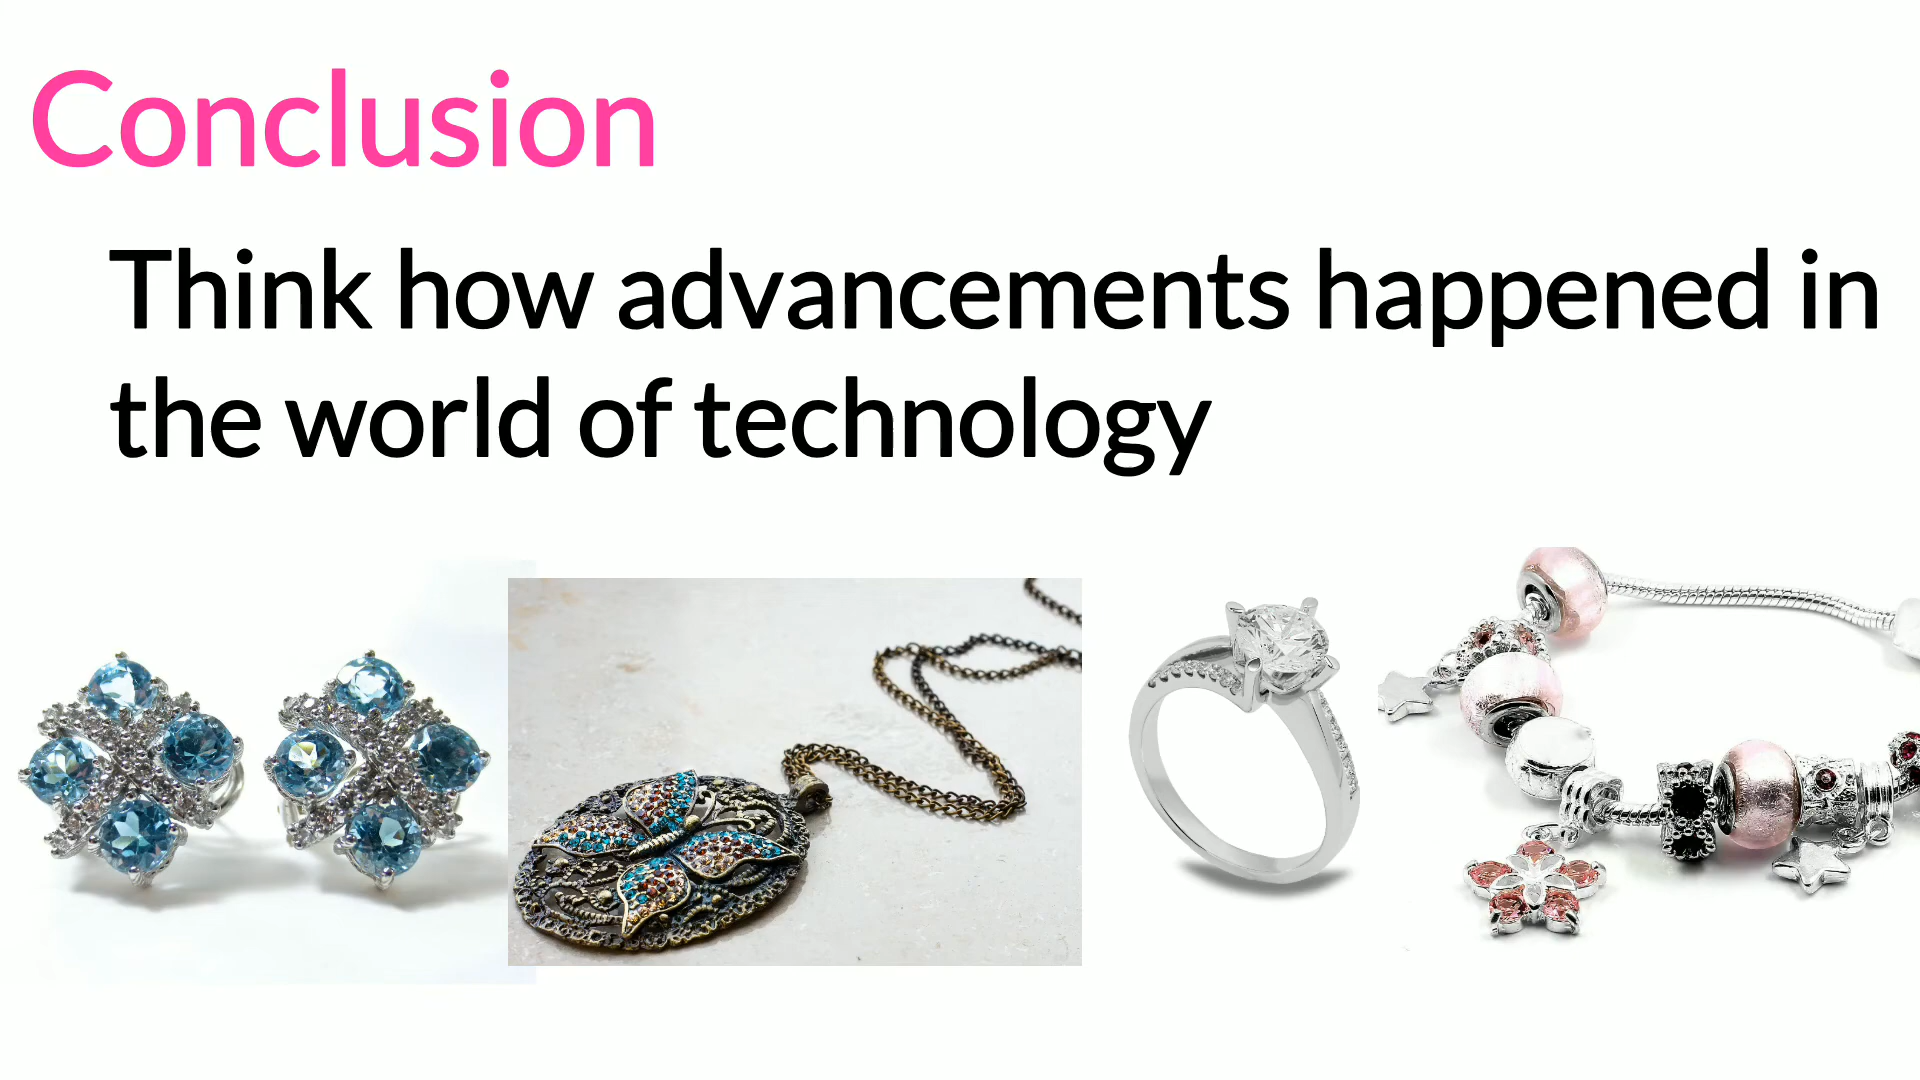 Conclusion
Think how advancements happened in
the world of technology